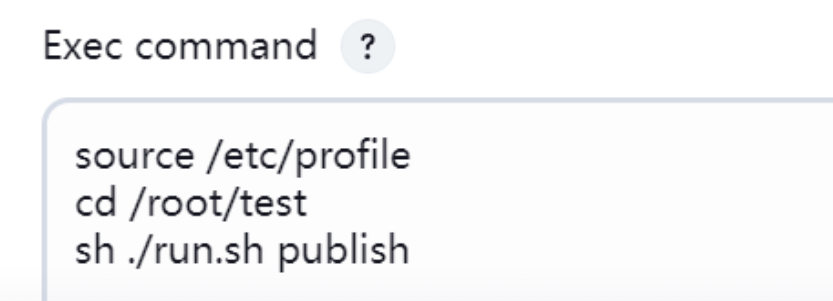 Exec command ?
source /etc/profile
cd /root/test
sh ./run.sh publish